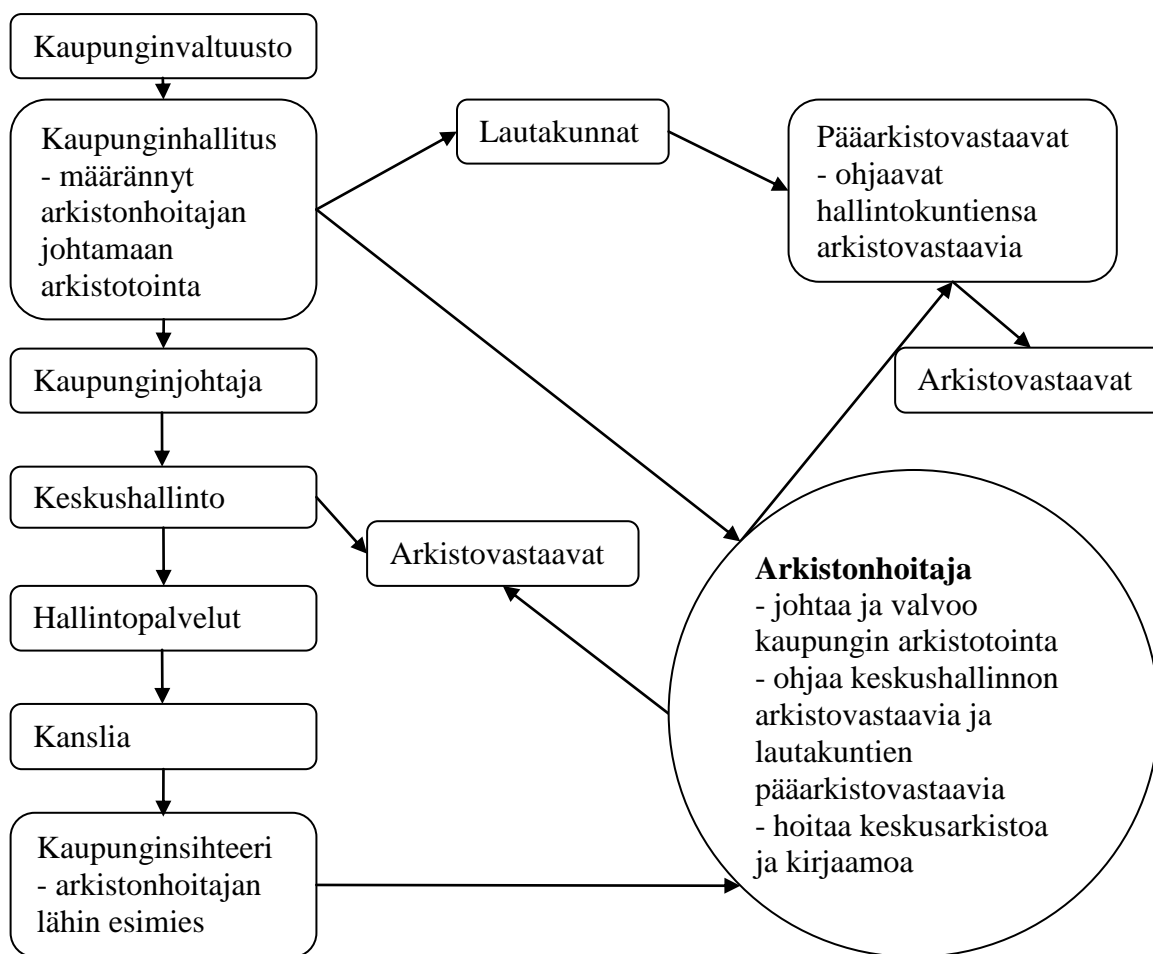 Kaupunginvaltuusto
Kaupunginhallitus
- määrännyt
arkistonhoitajan
johtamaan
arkistotointa
Lautakunnat
Pääarkistovastaavat
- ohjaavat
hallintokuntiensa
arkistovastaavia
Kaupunginjohtaja
Arkistovastaavat
Keskushallinto
Arkistovastaavat
Arkistonhoitaja
- johtaa ja valvoo
kaupungin arkistotointa
- ohjaa keskushallinnon
arkistovastaavia ja
lautakuntien
pääarkistovastaavia
- hoitaa keskusarkistoa
ja kirjaamoa
Hallintopalvelut
Kanslia
Kaupunginsihteeri
- arkistonhoitajan
lähin esimies